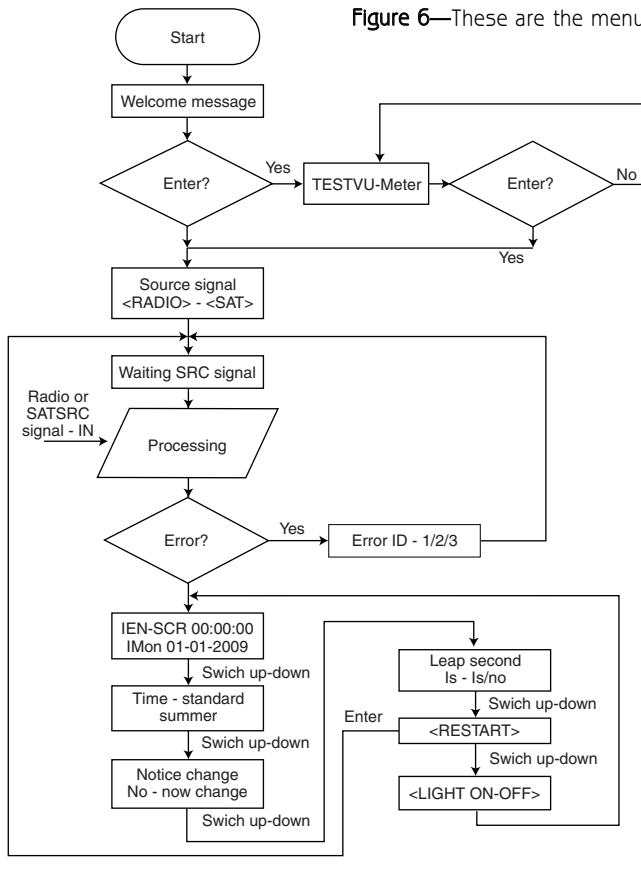 Figure 6—These are the menu
Start
Welcome message
Enter?
Yes
TESTVU-Meter
Enter?
No
Yes
Source signal
<RADIO> - <SAT>
Waiting SRC signal
Radio or
SATSRC
signal - IN
Processing
Error?
Yes
Error ID - 1/2/3
IEN-SCR 00:00:00
IMon 01-01-2009
Swich up-down
Time - standard
summer
Swich up-down
Notice change
No - now change
Swich up-down
Leap second
Is - Is/no
Swich up-down
Enter
<RESTART>
Swich up-down
<LIGHT ON-OFF>